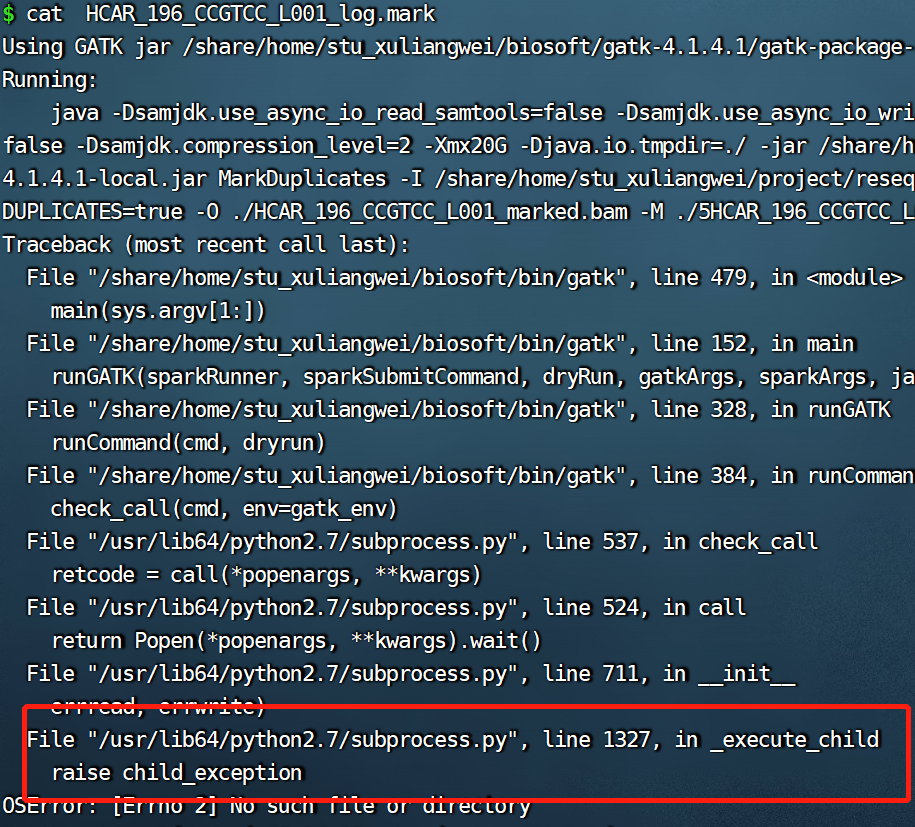 $ cat  HCAR_196_CCGTCC_L001_log.mark
Using GATK jar /share/home/stu_xuliangwei/biosoft/gatk-4.1.4.1/gatk-package-
Running:
    java -Dsamjdk.use_async_io_read_samtools=false -Dsamjdk.use_async_io_wri
false -Dsamjdk.compression_level=2 -Xmx20G -Djava.io.tmpdir=./ -jar /share/h
4.1.4.1-local.jar MarkDuplicates -I /share/home/stu_xuliangwei/project/reseq
DUPLICATES=true -O ./HCAR_196_CCGTCC_L001_marked.bam -M ./5HCAR_196_CCGTCC_L
Traceback (most recent call last):
  File "/share/home/stu_xuliangwei/biosoft/bin/gatk", line 479, in <module>
    main(sys.argv[1:])
  File "/share/home/stu_xuliangwei/biosoft/bin/gatk", line 152, in main
    runGATK(sparkRunner, sparkSubmitCommand, dryRun, gatkArgs, sparkArgs, ja
  File "/share/home/stu_xuliangwei/biosoft/bin/gatk", line 328, in runGATK
    runCommand(cmd, dryrun)
  File "/share/home/stu_xuliangwei/biosoft/bin/gatk", line 384, in runComman
    check_call(cmd, env=gatk_env)
  File "/usr/lib64/python2.7/subprocess.py", line 537, in check_call
    retcode = call(*popenargs, **kwargs)
  File "/usr/lib64/python2.7/subprocess.py", line 524, in call
    return Popen(*popenargs, **kwargs).wait()
  File "/usr/lib64/python2.7/subprocess.py", line 711, in __init__
    errread, errwrite)
  File "/usr/lib64/python2.7/subprocess.py", line 1327, in _execute_child
    raise child_exception
OSError: [Errno 2] No such file or directory